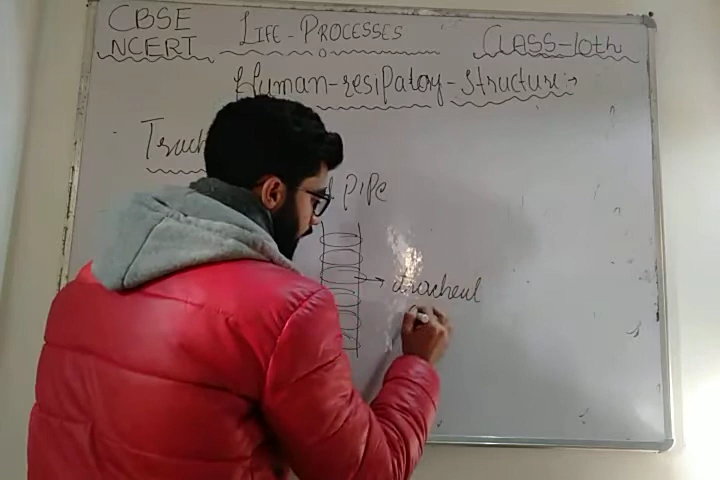 CBSE
NCERT
LIFE-PROCESSES
CLASS-10th
Human-resipatory-structure:-
pipe
→ tracheal